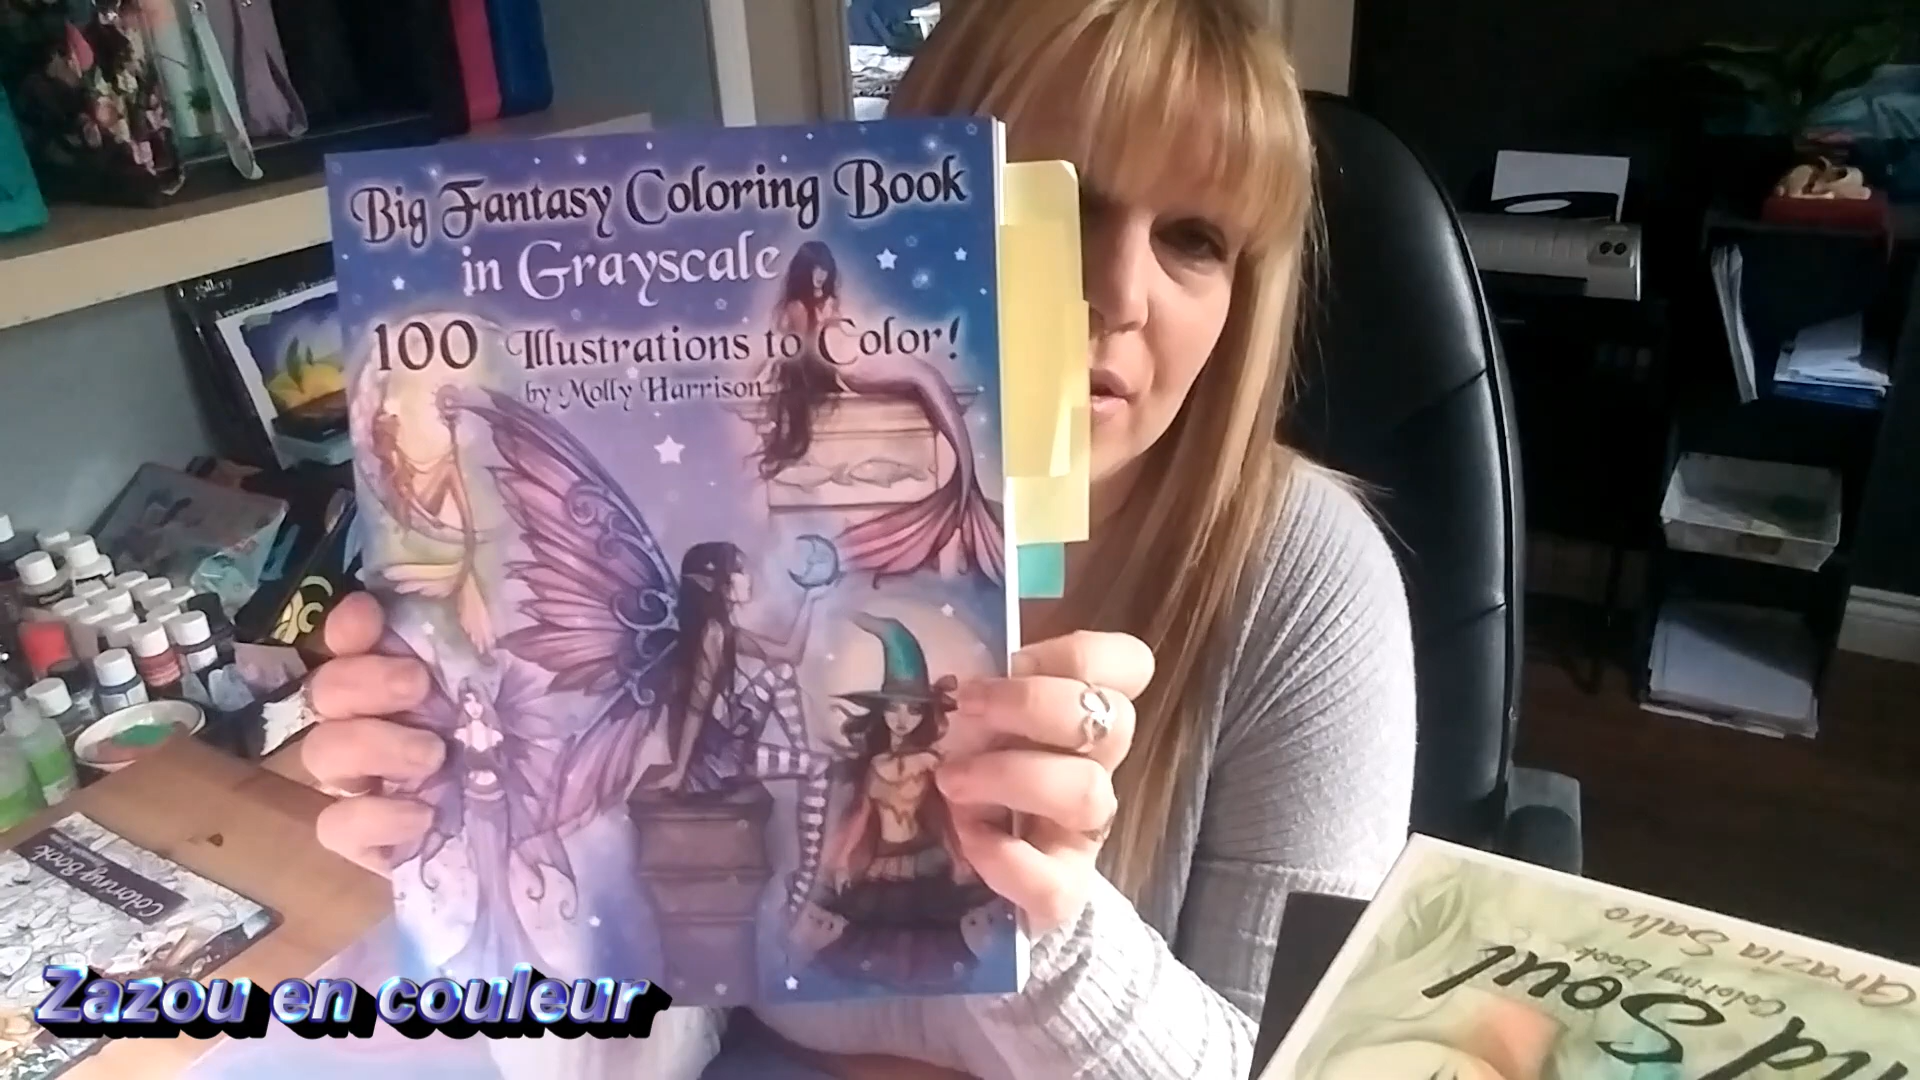 Big Fantasy Coloring Book
in Grayscale
100 Illustrations to Color!
by Molly Harrison
Coloring Book
Grazia Salvo
Coloring Book
Soul
Zazou en couleur